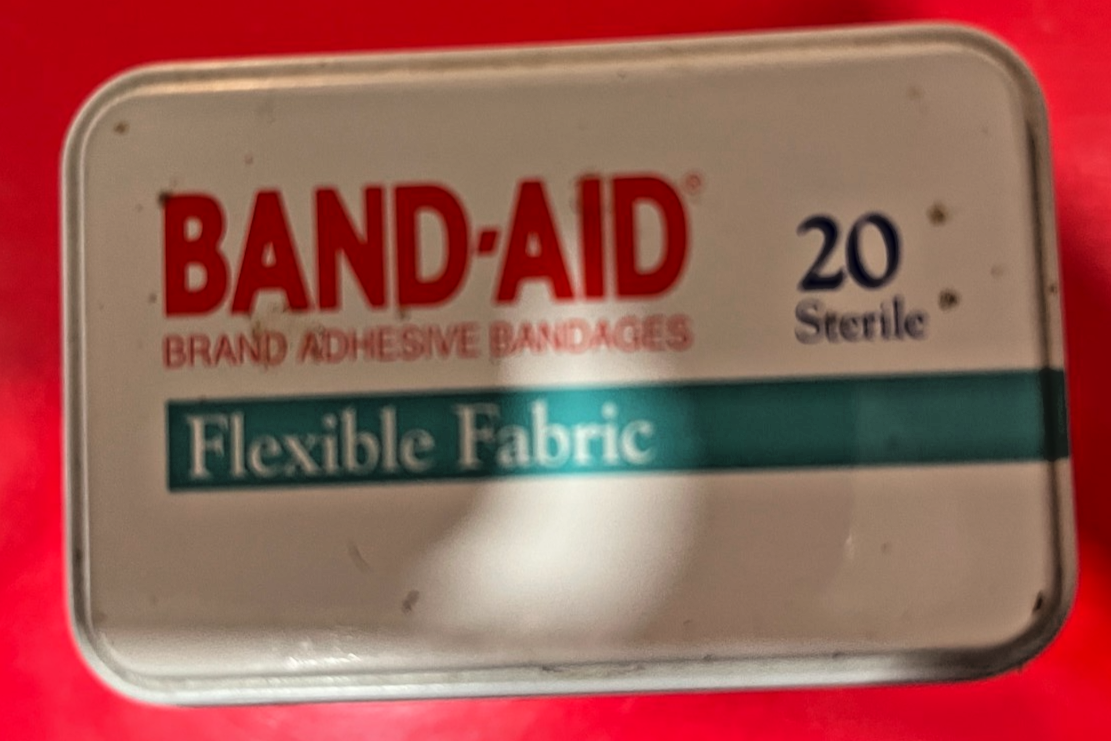 BAND-AID®
BRAND ADHESIVE BANDAGES
20
Sterile
Flexible Fabric